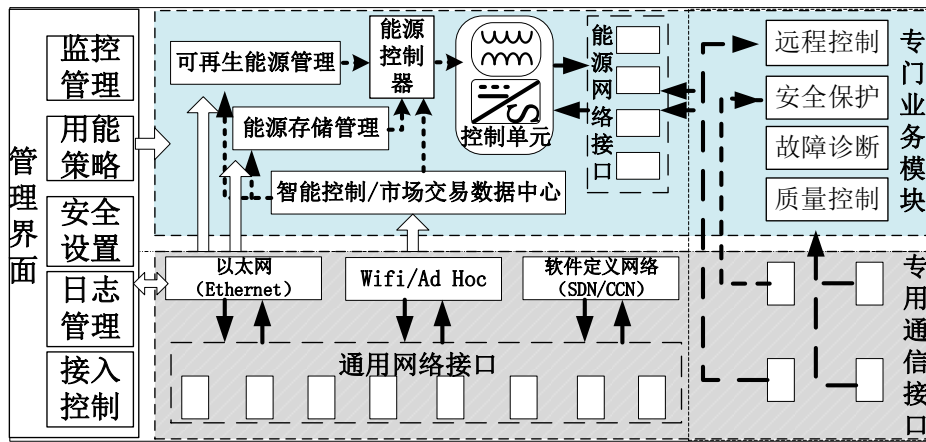 管理界面
监控
管理
用能
策略
安全
设置
日志
管理
接入
控制
可再生能源管理
能源
控制
器
能源存储管理
控制单元
能源网络接口
智能控制/市场交易数据中心
远程控制
安全保护
故障诊断
质量控制
专门业务模块
以太网
（Ethernet）
Wifi/Ad Hoc
软件定义网络
（SDN/CCN）
通用网络接口
专用通信接口